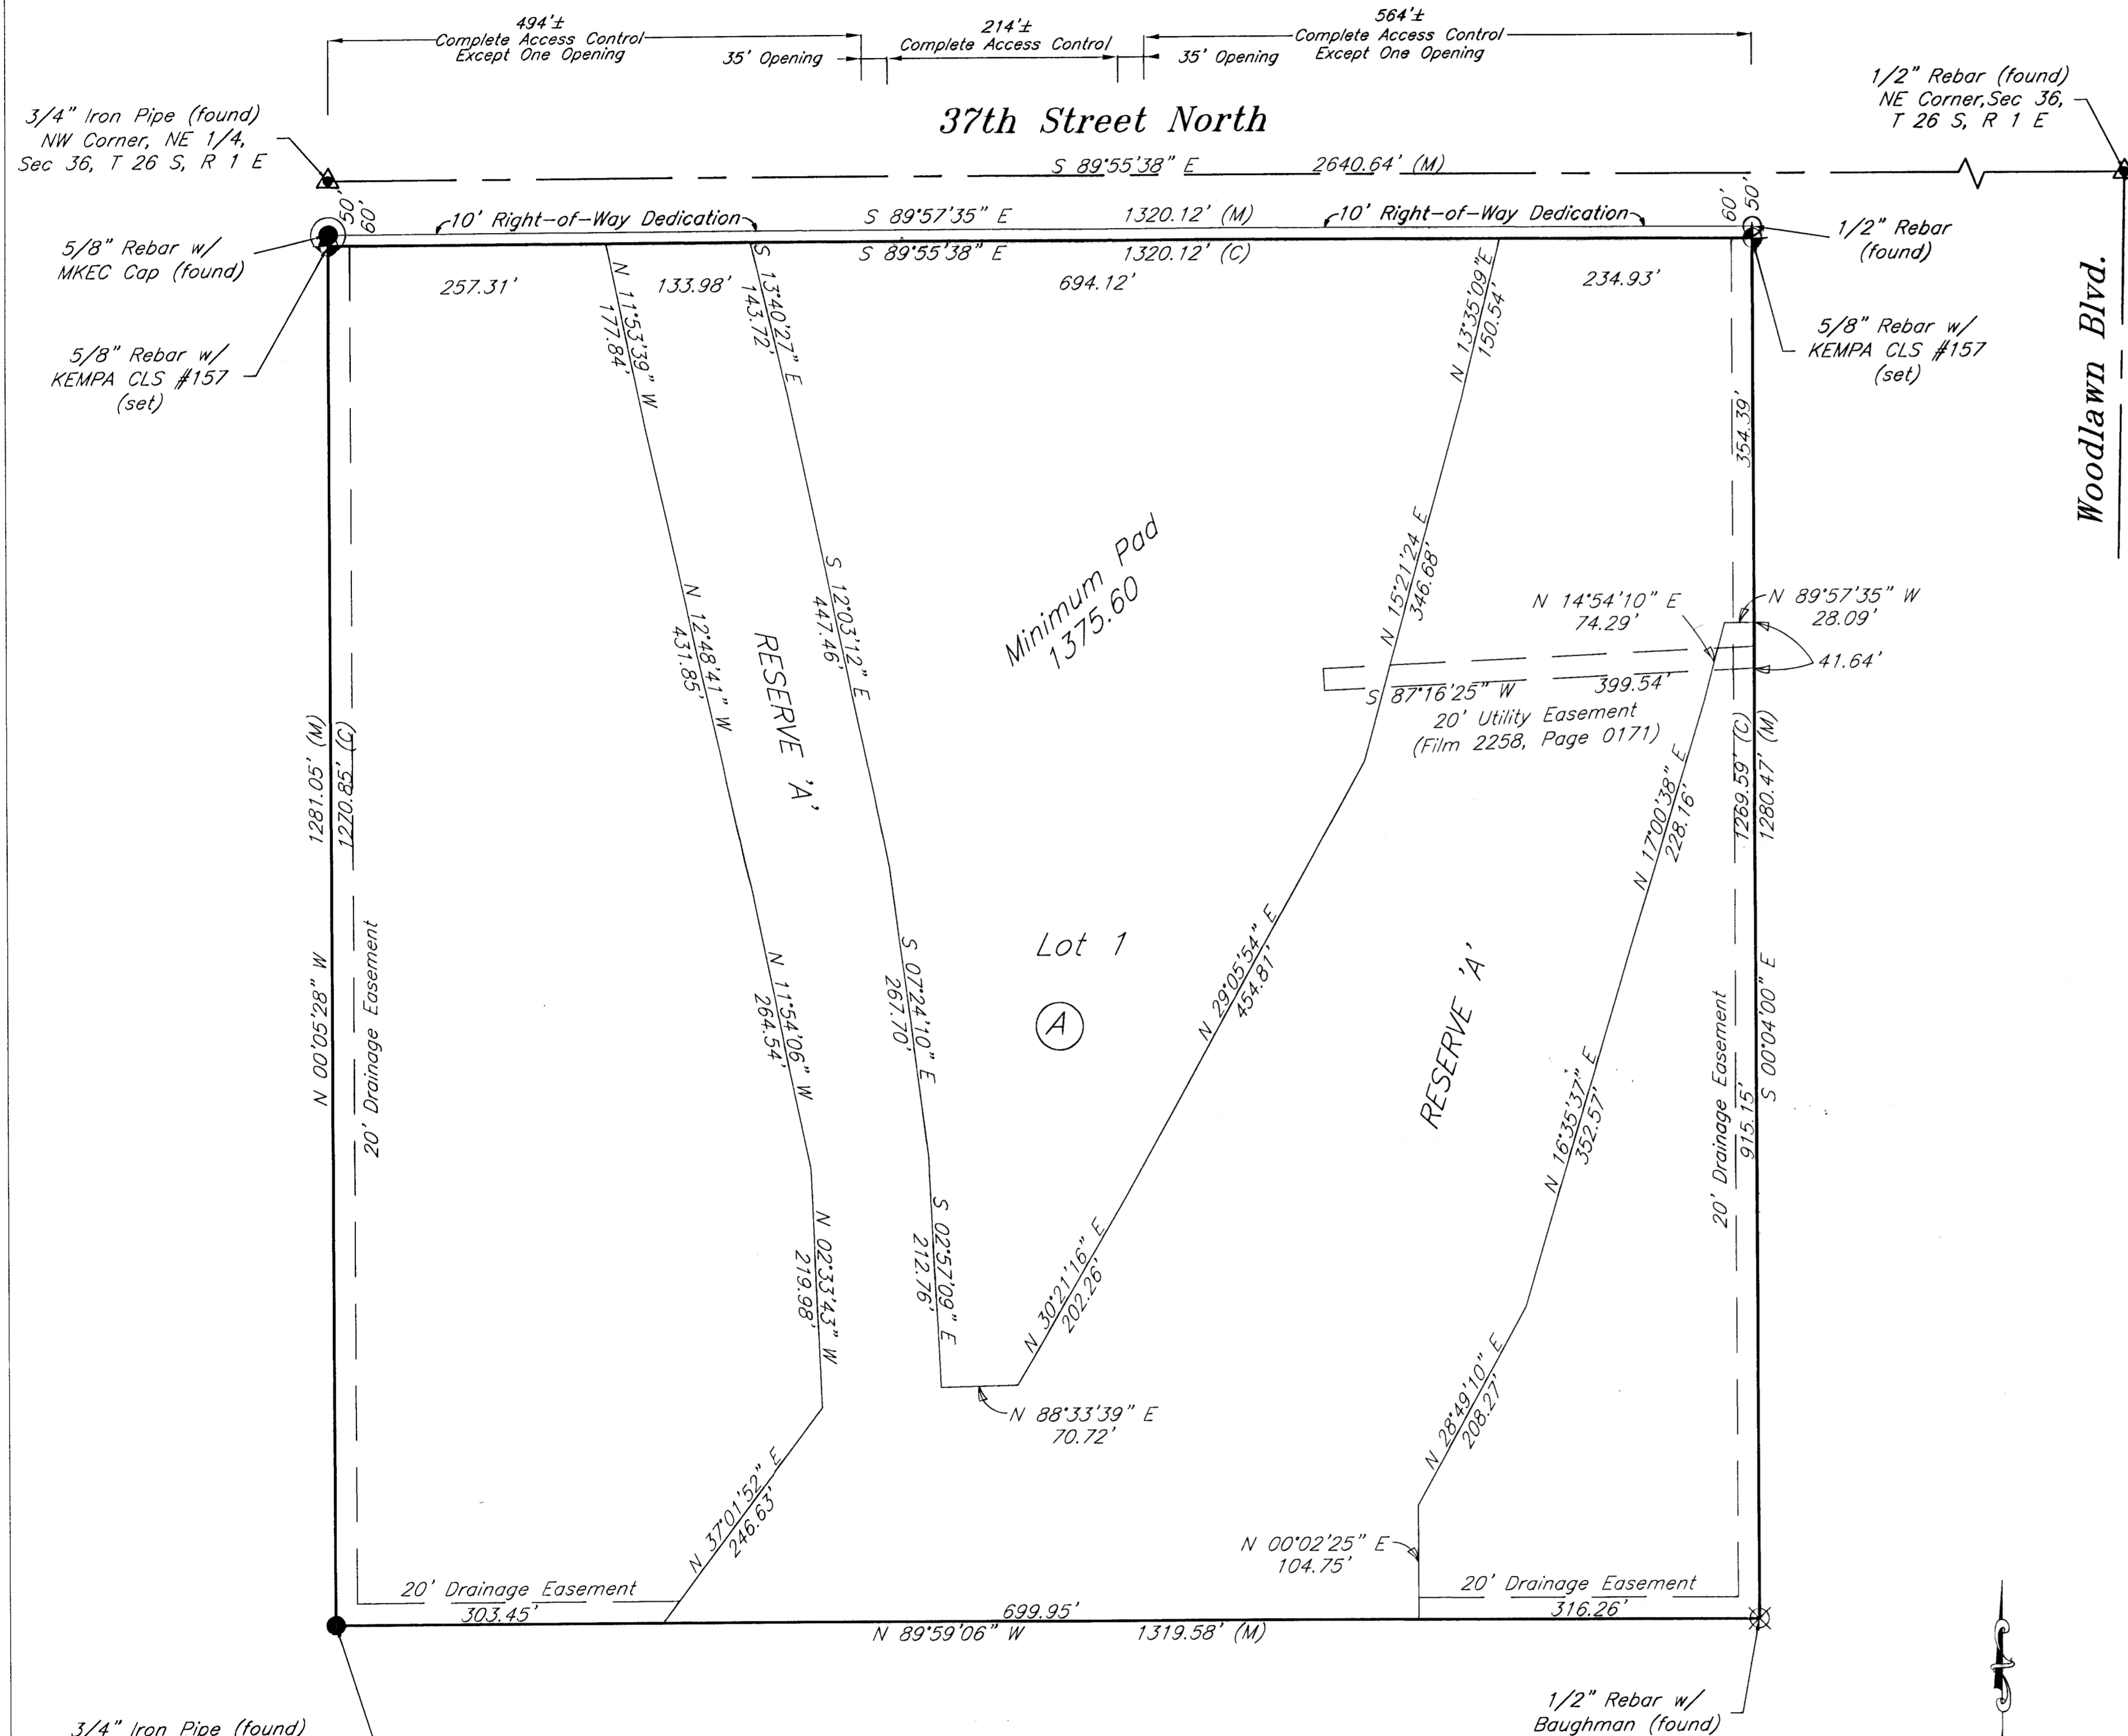 494'±
Complete Access Control
Except One Opening
35' Opening
214'±
Complete Access Control
35' Opening
564'±
Complete Access Control
Except One Opening
3/4" Iron Pipe (found)
NW Corner, NE 1/4,
Sec 36, T 26 S, R 1 E
37th Street North
1/2" Rebar (found)
NE Corner,Sec 36,
T 26 S, R 1 E
S 89°55'38" E 2640.64' (M)
50'
60'
60'
50'
10' Right-of-Way Dedication
S 89°57'35" E 1320.12' (M)
10' Right-of-Way Dedication
S 89°55'38" E 1320.12' (C)
5/8" Rebar w/
MKEC Cap (found)
1/2" Rebar
(found)
257.31'
133.98'
694.12'
234.93'
5/8" Rebar w/
KEMPA CLS #157
(set)
5/8" Rebar w/
KEMPA CLS #157
(set)
Woodlawn Blvd.
N 11°53'39" W
177.84'
S 13°40'27" E
143.72'
N 13°35'09"E
150.54'
354.39'
N 12°48'41" W
431.85'
RESERVE 'A'
S 12°03'12" E
447.46'
Minimum Pad
1375.60
N 15°21'24 E
346.68'
N 14°54'10" E
74.29'
N 89°57'35" W
28.09'
41.64'
S 87°16'25" W 399.54'
20' Utility Easement
(Film 2258, Page 0171)
1281.05' (M)
1270.85' (C)
N 00°05'28" W
20' Drainage Easement
N 17°00'38" E
228.16'
1269.59' (C)
1280.47' (M)
N 11°54'06" W
264.54'
S 07°24'10" E
267.70'
Lot 1
A
N 29°05'54" E
454.81'
RESERVE 'A'
20' Drainage Easement
915.15'
S 00°04'00" E
N 16°35'37" E
352.57'
N 02°33'43" W
219.98'
S 02°57'09" E
212.76'
N 30°21'16" E
202.26'
N 88°33'39" E
70.72'
N 28°49'10" E
208.27'
N 37°01'52" E
246.63'
N 00°02'25" E
104.75'
20' Drainage Easement
303.45'
699.95'
20' Drainage Easement
316.26'
N 89°59'06" W 1319.58' (M)
3/4" Iron Pipe (found)
1/2" Rebar w/
Baughman (found)